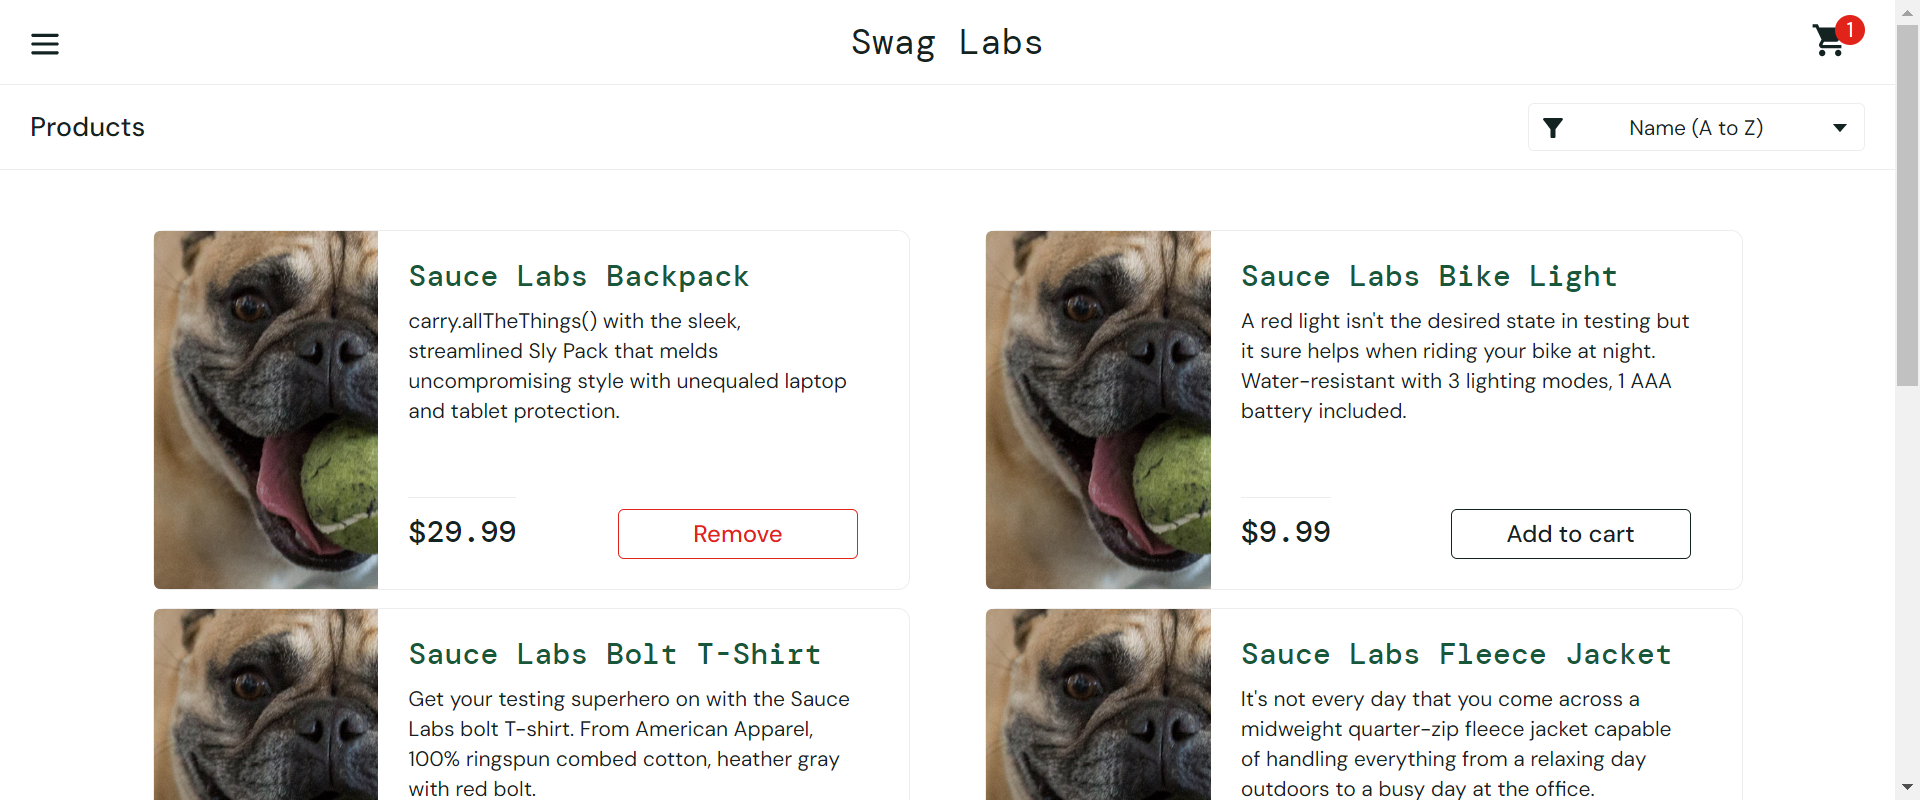 Swag Labs
1
Products
Name (A to Z)
Sauce Labs Backpack
carry.allTheThings() with the sleek,
streamlined Sly Pack that melds
uncompromising style with unequaled laptop
and tablet protection.
$29.99
Remove
Sauce Labs Bike Light
A red light isn't the desired state in testing but
it sure helps when riding your bike at night.
Water-resistant with 3 lighting modes, 1 AAA
battery included.
$9.99
Add to cart
Sauce Labs Bolt T-Shirt
Get your testing superhero on with the Sauce
Labs bolt T-shirt. From American Apparel,
100% ringspun combed cotton, heather gray
with red bolt.
Sauce Labs Fleece Jacket
It's not every day that you come across a
midweight quarter-zip fleece jacket capable
of handling everything from a relaxing day
outdoors to a busy day at the office.